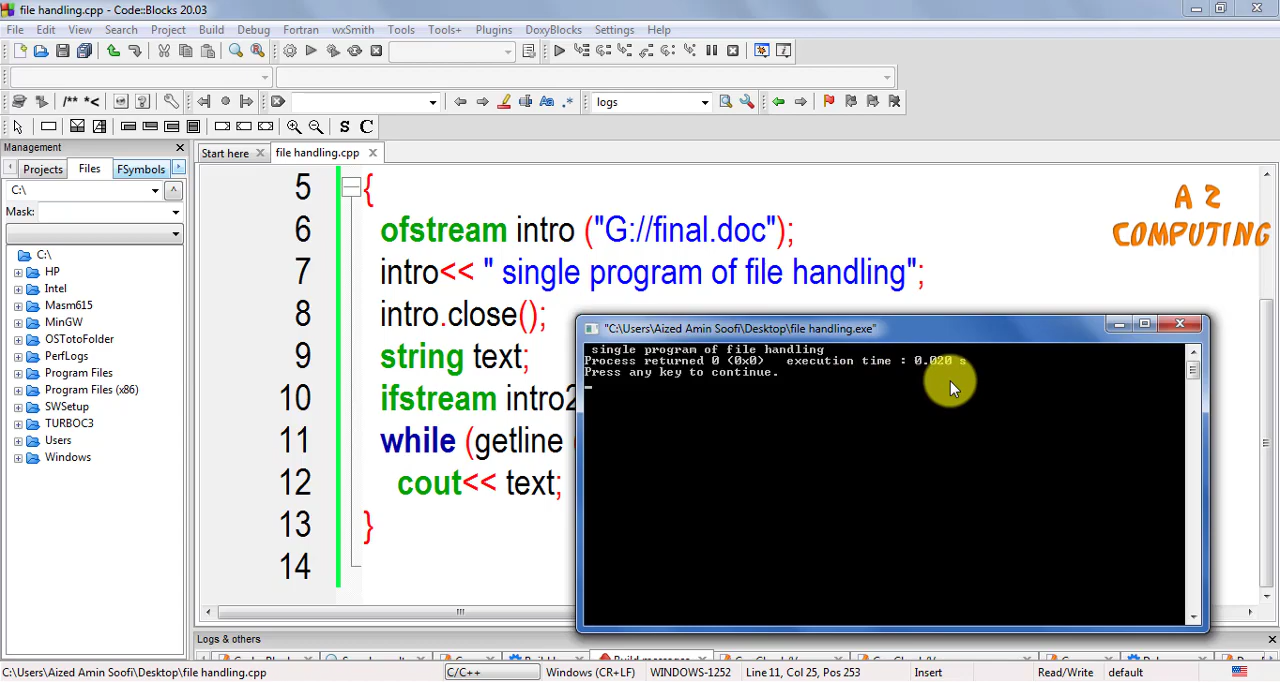 file handling.cpp - Code::Blocks 20.03
File Edit View Search Project Build Debug Fortran wxSmith Tools Tools+ Plugins DoxyBlocks Settings Help
/** *< Aa .* logs
S C
Management
Projects Files FSymbols
C:\
Mask:
C:\
HP
Intel
Masm615
MinGW
OSTotoFolder
PerfLogs
Program Files
Program Files (x86)
SWSetup
TURBOC3
Users
Windows
Start here file handling.cpp
5 {
6 ofstream intro ("G://final.doc");
7 intro<< " single program of file handling";
8 intro.close();
9 string text;
10 ifstream intro2
11 while (getline (
12 cout<< text;
13 }
14
A 2
COMPUTING
"C:\Users\Aized Amin Soofi\Desktop\file handling.exe"
single program of file handling
Process returned 0 (0x0) execution time : 0.020 s
Press any key to continue.
Logs & others
Build messages
C:\Users\Aized Amin Soofi\Desktop\file handling.cpp C/C++ Windows (CR+LF) WINDOWS-1252 Line 11, Col 25, Pos 253 Insert Read/Write default